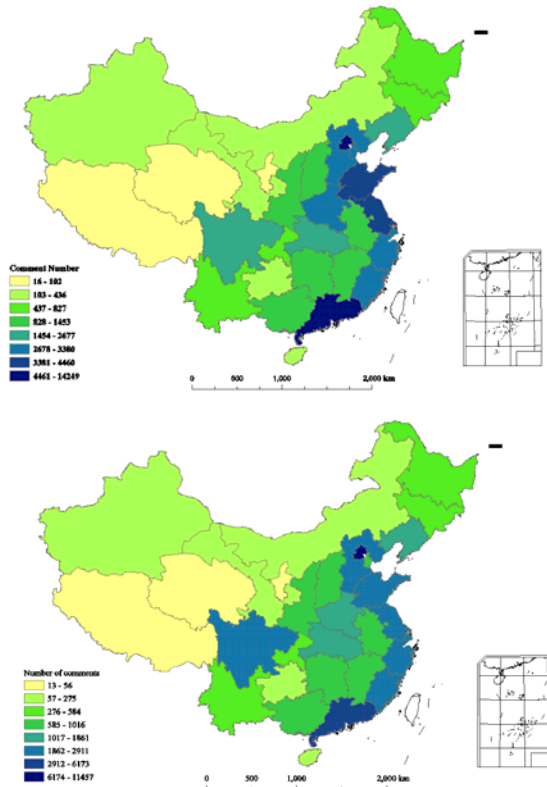 Comment Number
16 - 102
103 - 436
437 - 827
828 - 1453
1454 - 2677
2678 - 3380
3381 - 4460
4461 - 14249
0 500 1,000 2,000 km
Number of comments
13 - 56
57 - 275
276 - 584
585 - 1016
1017 - 1861
1862 - 2911
2912 - 6173
6174 - 11457
0 500 1,000 2,000 km